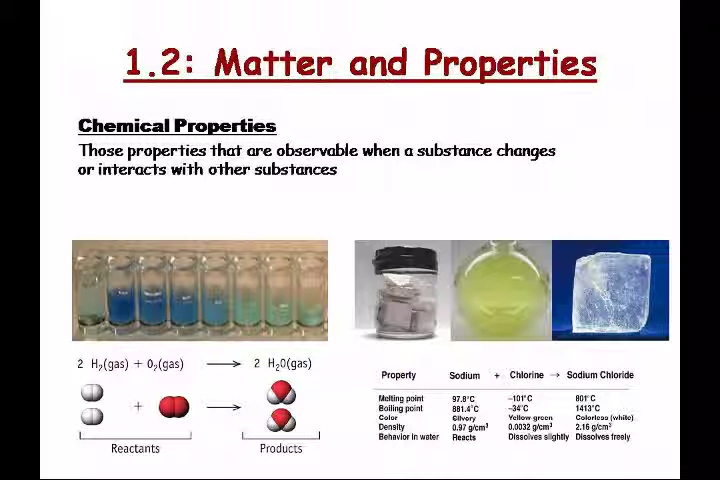 1.2: Matter and Properties
Chemical Properties
Those properties that are observable when a substance changes
or interacts with other substances
2 H₂(gas) + O₂(gas) → 2 H₂O(gas)
+ →
Reactants Products
Property Sodium + Chlorine → Sodium Chloride
Melting point 97.8°C –101°C 801°C
Boiling point 881.4°C –34°C 1413°C
Color Silvery Yellow-green Colorless (white)
Density 0.97 g/cm³ 0.0032 g/cm³ 2.16 g/cm³
Behavior in water Reacts Dissolves slightly Dissolves freely